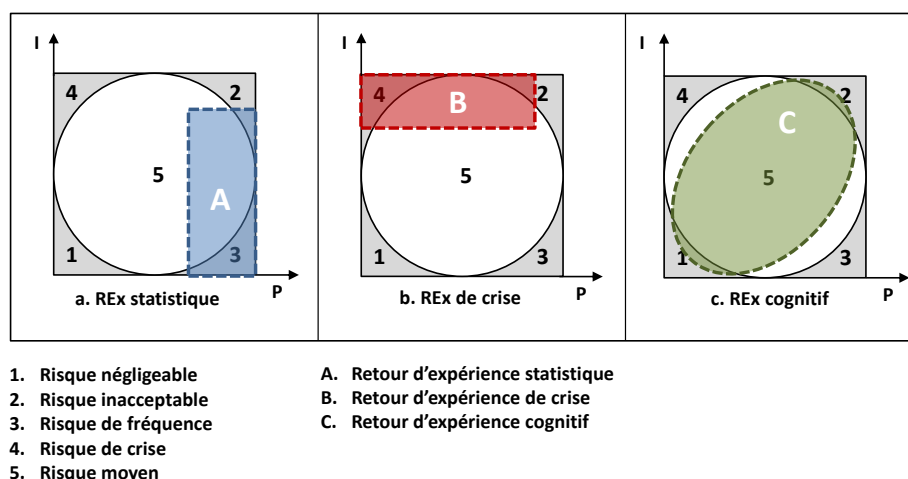 I
4
2
5
A
1
3
a. REx statistique
P
I
4
B
2
5
1
3
b. REx de crise
P
I
4
2
C
5
1
3
c. REx cognitif
P
1. Risque négligeable
2. Risque inacceptable
3. Risque de fréquence
4. Risque de crise
5. Risque moyen
A. Retour d'expérience statistique
B. Retour d'expérience de crise
C. Retour d'expérience cognitif